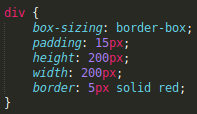 div {
    box-sizing: border-box;
    padding: 15px;
    height: 200px;
    width: 200px;
    border: 5px solid red;
}